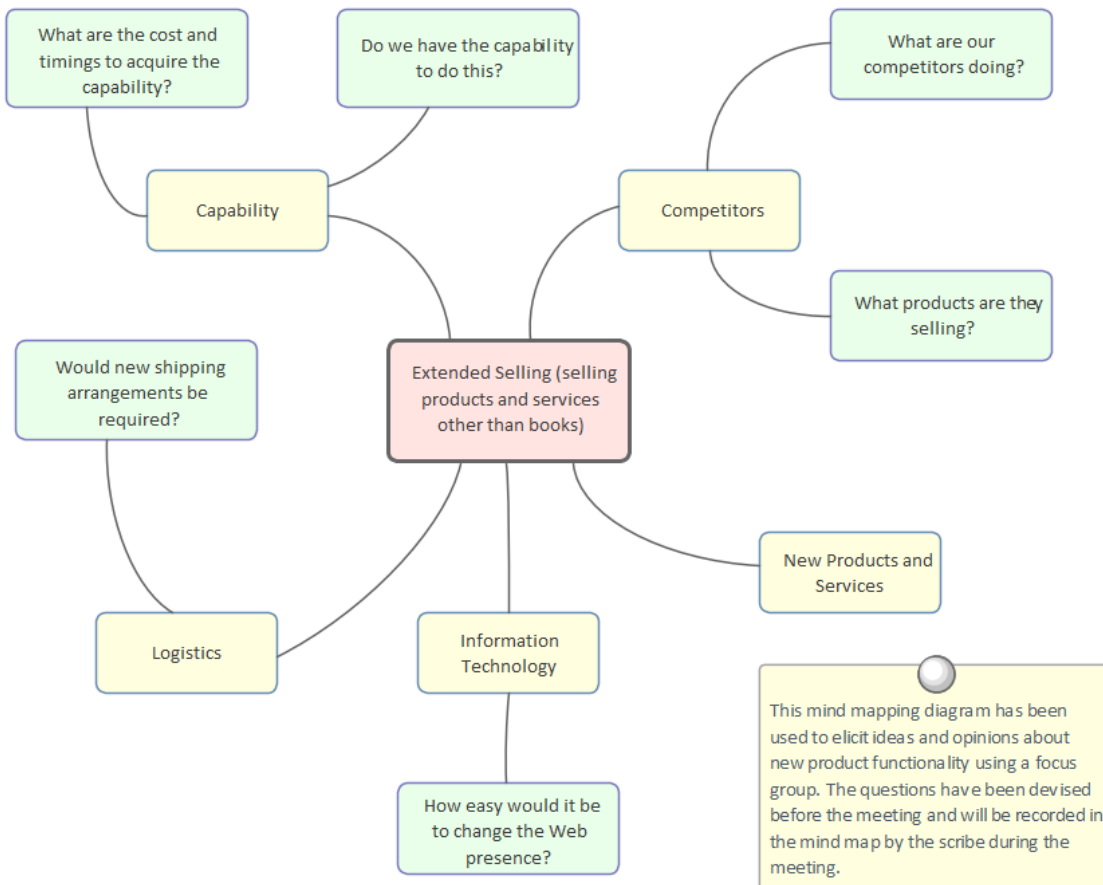 What are the cost and
timings to acquire the
capability?
Do we have the capability
to do this?
What are our
competitors doing?
Capability
Competitors
What products are they
selling?
Would new shipping
arrangements be
required?
Extended Selling (selling
products and services
other than books)
New Products and
Services
Logistics
Information
Technology
How easy would it be
to change the Web
presence?
This mind mapping diagram has been
used to elicit ideas and opinions about
new product functionality using a focus
group. The questions have been devised
before the meeting and will be recorded in
the mind map by the scribe during the
meeting.